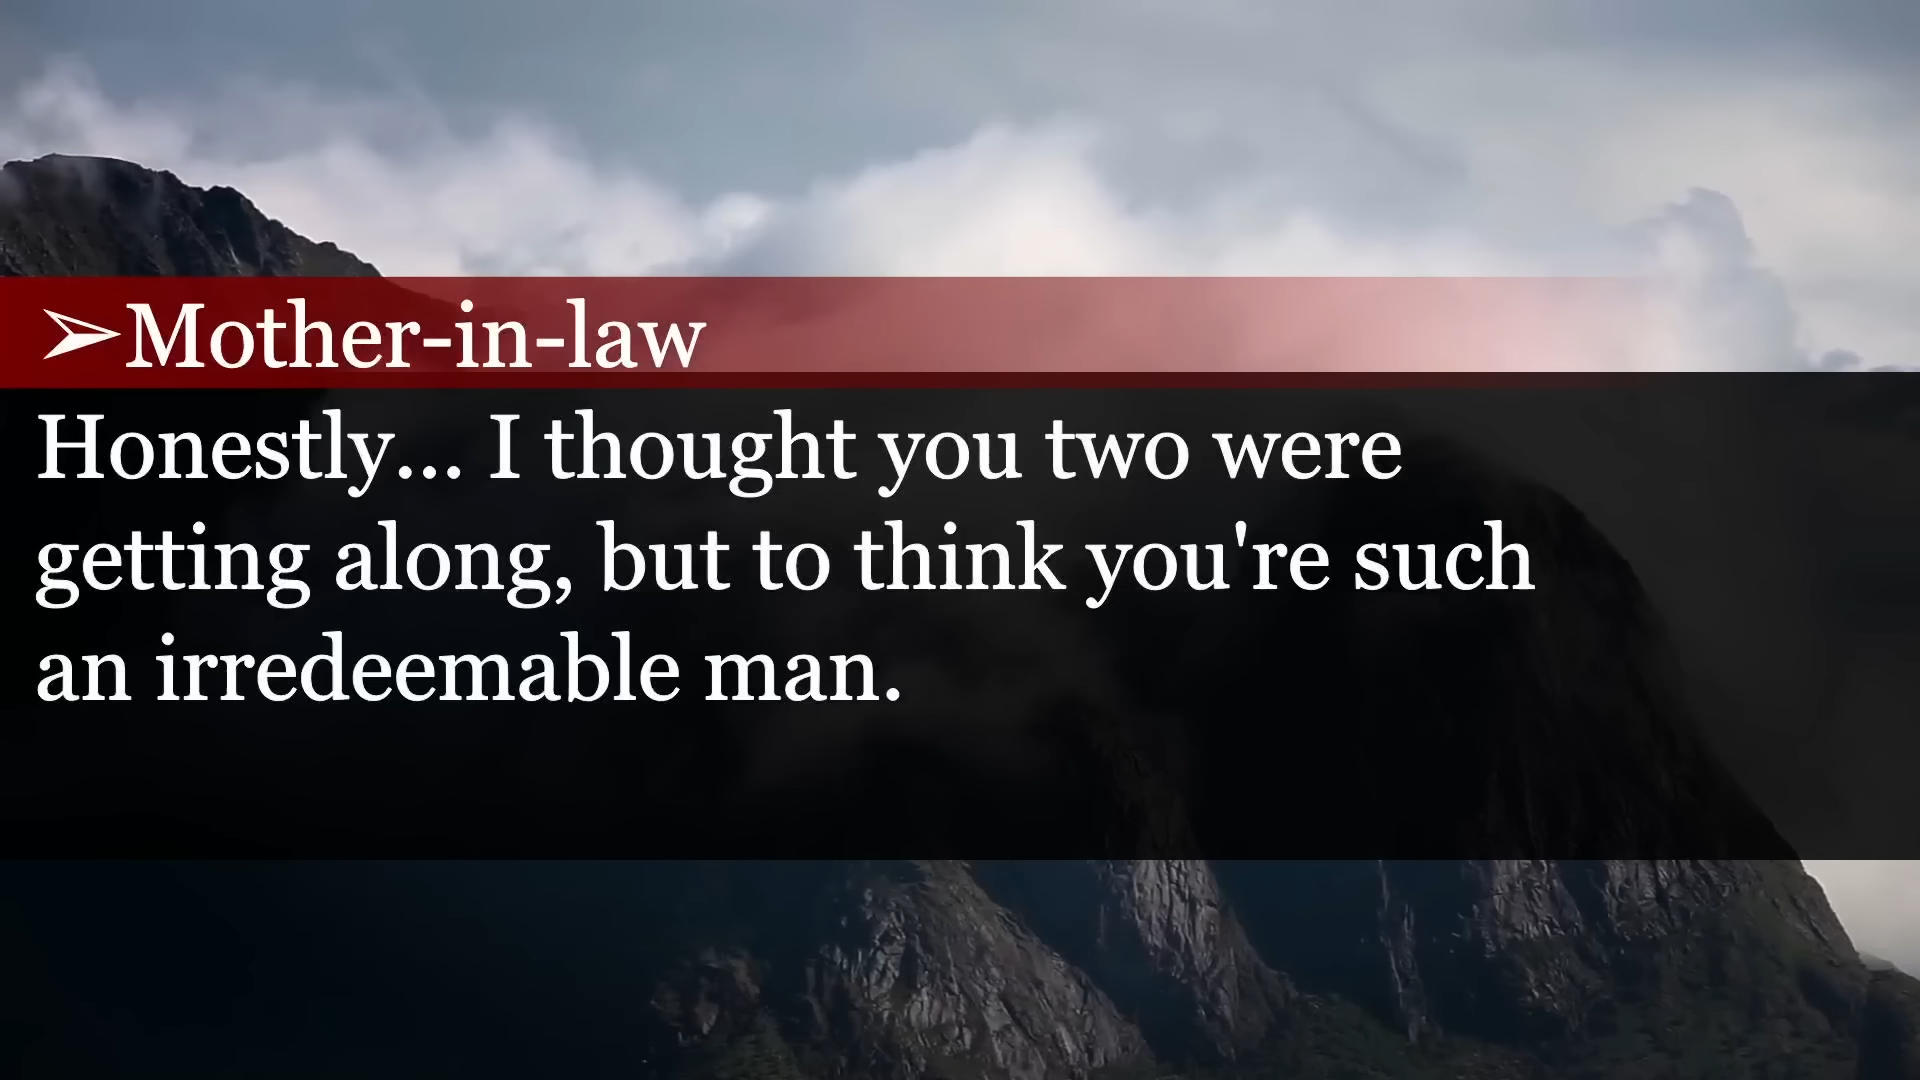 ➢Mother-in-law
Honestly... I thought you two were
getting along, but to think you're such
an irredeemable man.